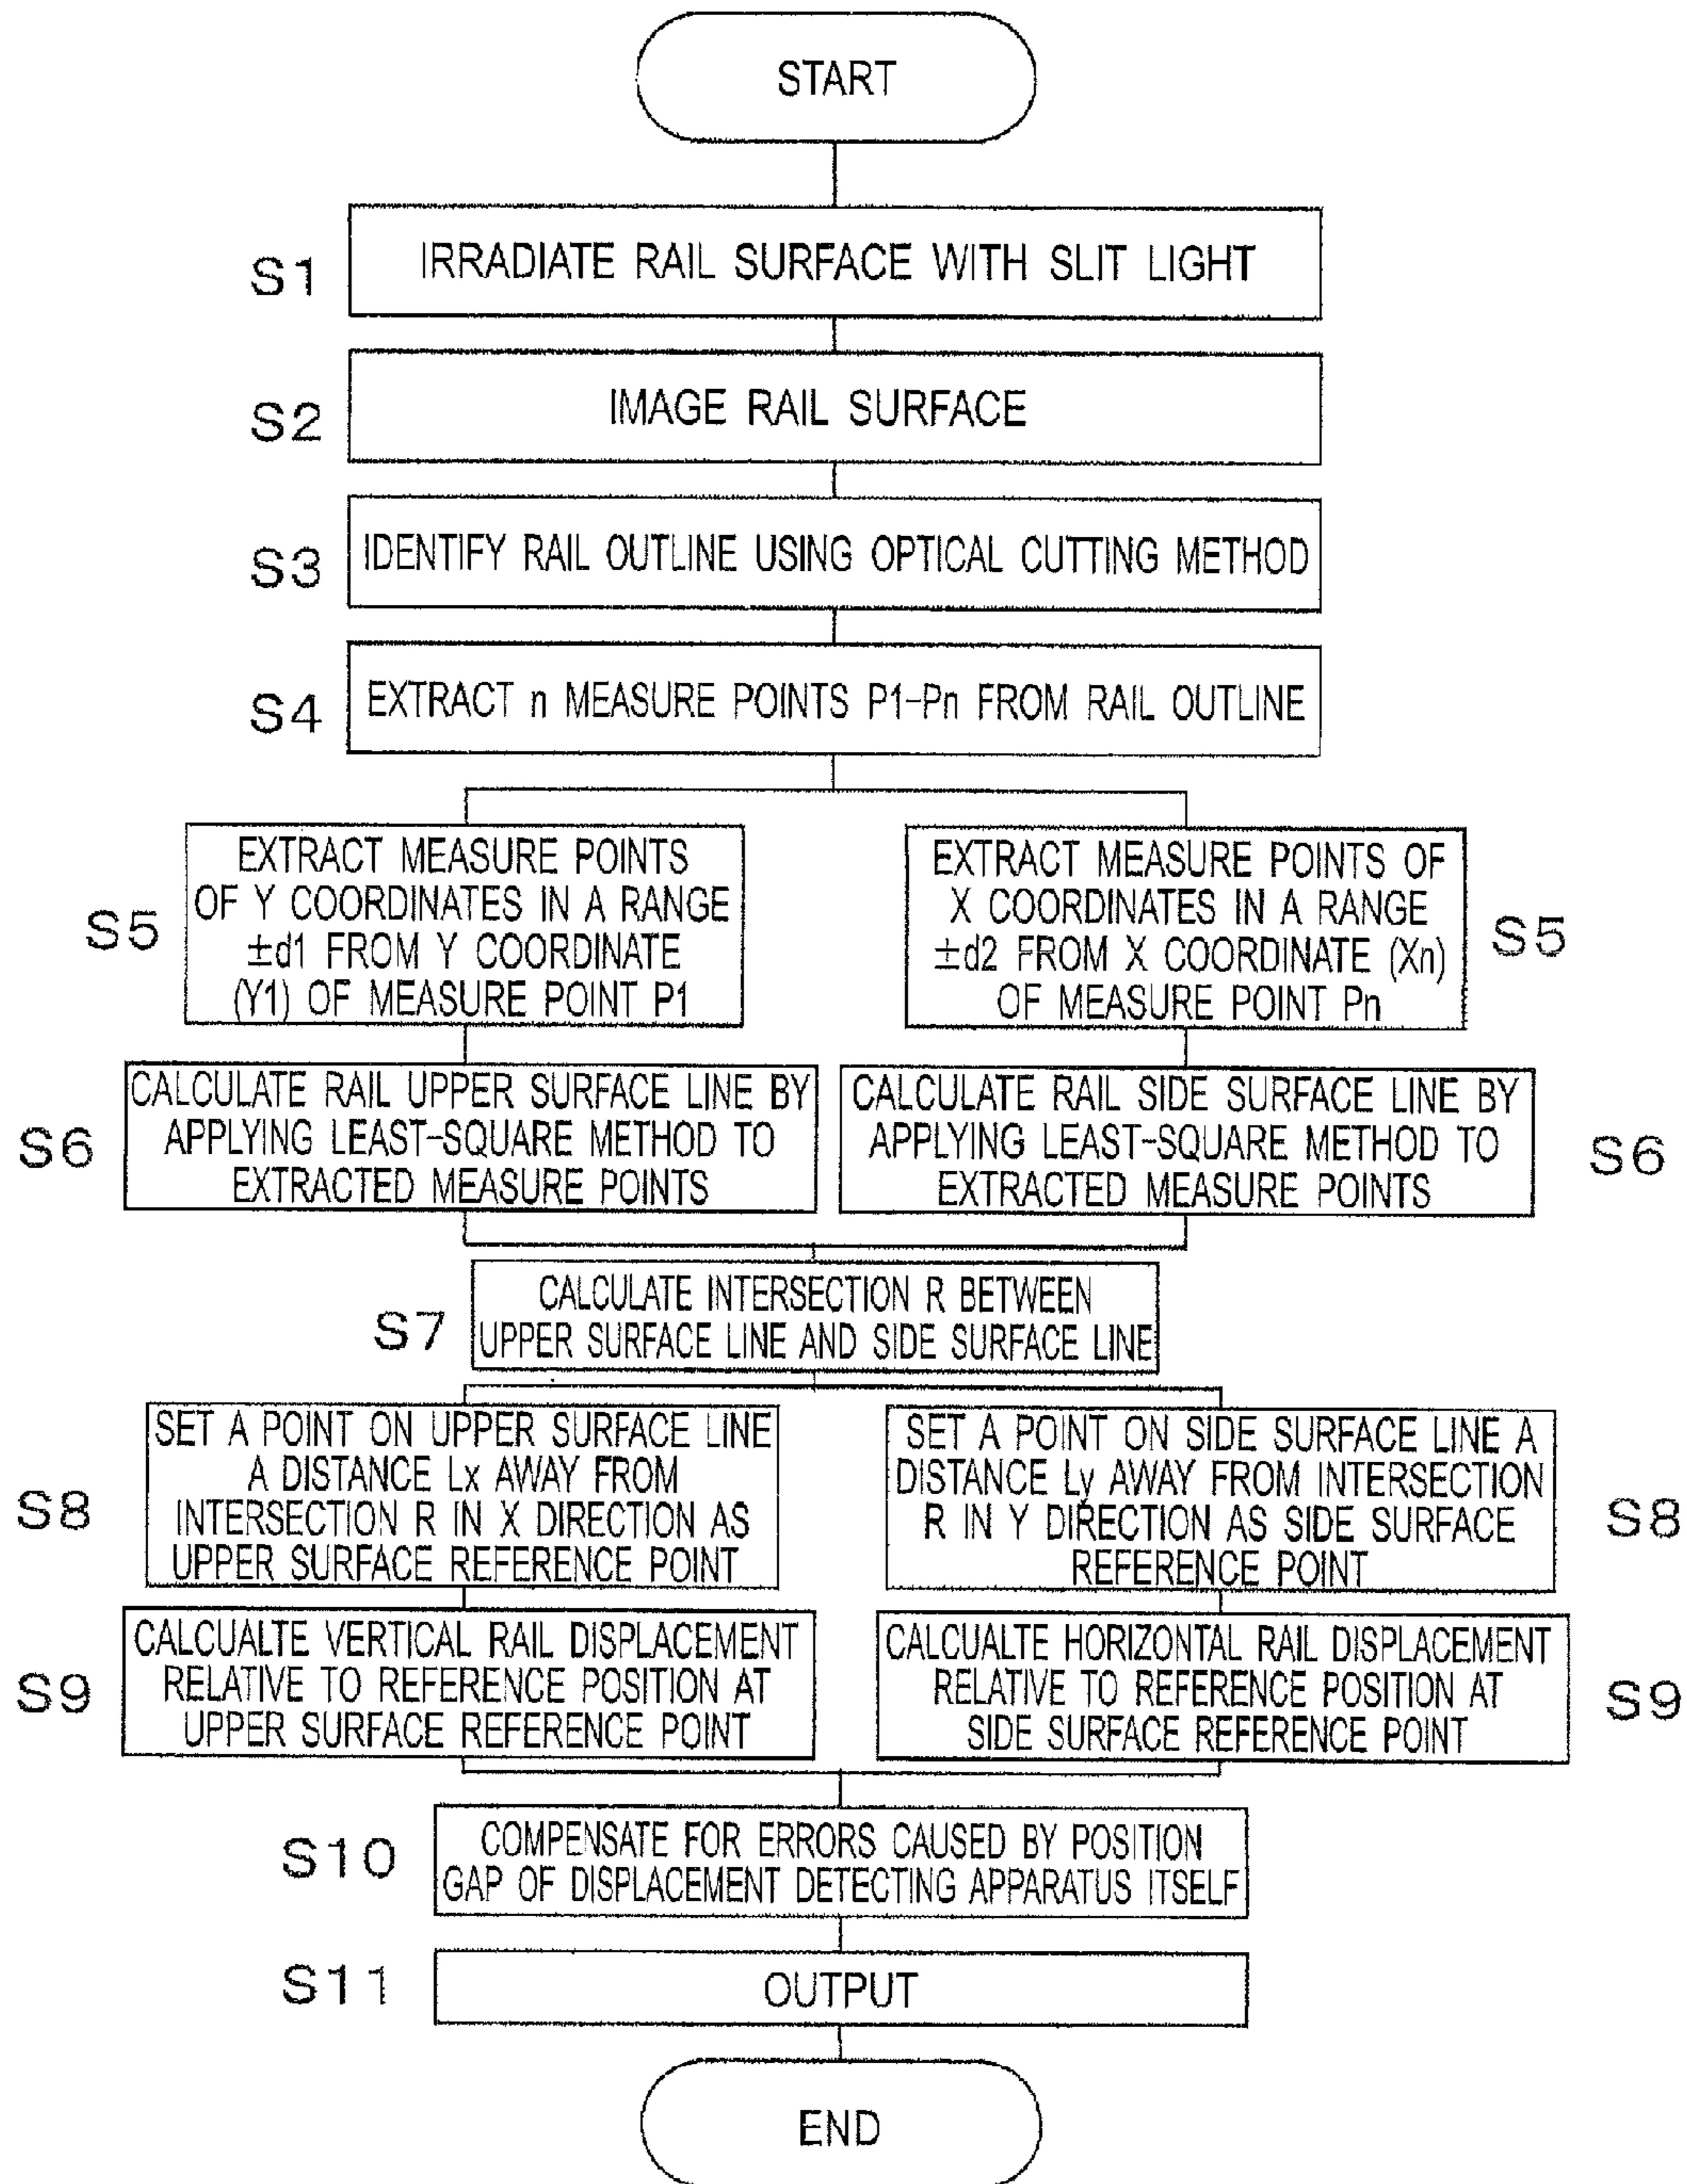 START
S1
IRRADIATE RAIL SURFACE WITH SLIT LIGHT
S2
IMAGE RAIL SURFACE
S3
IDENTIFY RAIL OUTLINE USING OPTICAL CUTTING METHOD
S4
EXTRACT n MEASURE POINTS P1-Pn FROM RAIL OUTLINE
S5
EXTRACT MEASURE POINTS
OF Y COORDINATES IN A RANGE
±d1 FROM Y COORDINATE
(Y1) OF MEASURE POINT P1
EXTRACT MEASURE POINTS OF
X COORDINATES IN A RANGE
±d2 FROM X COORDINATE (Xn)
OF MEASURE POINT Pn
S5
S6
CALCULATE RAIL UPPER SURFACE LINE BY
APPLYING LEAST-SQUARE METHOD TO
EXTRACTED MEASURE POINTS
CALCULATE RAIL SIDE SURFACE LINE BY
APPLYING LEAST-SQUARE METHOD TO
EXTRACTED MEASURE POINTS
S6
S7
CALCULATE INTERSECTION R BETWEEN
UPPER SURFACE LINE AND SIDE SURFACE LINE
S8
SET A POINT ON UPPER SURFACE LINE
A DISTANCE Lx AWAY FROM
INTERSECTION R IN X DIRECTION AS
UPPER SURFACE REFERENCE POINT
SET A POINT ON SIDE SURFACE LINE A
DISTANCE Ly AWAY FROM INTERSECTION
R IN Y DIRECTION AS SIDE SURFACE
REFERENCE POINT
S8
S9
CALCUALTE VERTICAL RAIL DISPLACEMENT
RELATIVE TO REFERENCE POSITION AT
UPPER SURFACE REFERENCE POINT
CALCUALTE HORIZONTAL RAIL DISPLACEMENT
RELATIVE TO REFERENCE POSITION AT
SIDE SURFACE REFERENCE POINT
S9
S10
COMPENSATE FOR ERRORS CAUSED BY POSITION
GAP OF DISPLACEMENT DETECTING APPARATUS ITSELF
S11
OUTPUT
END